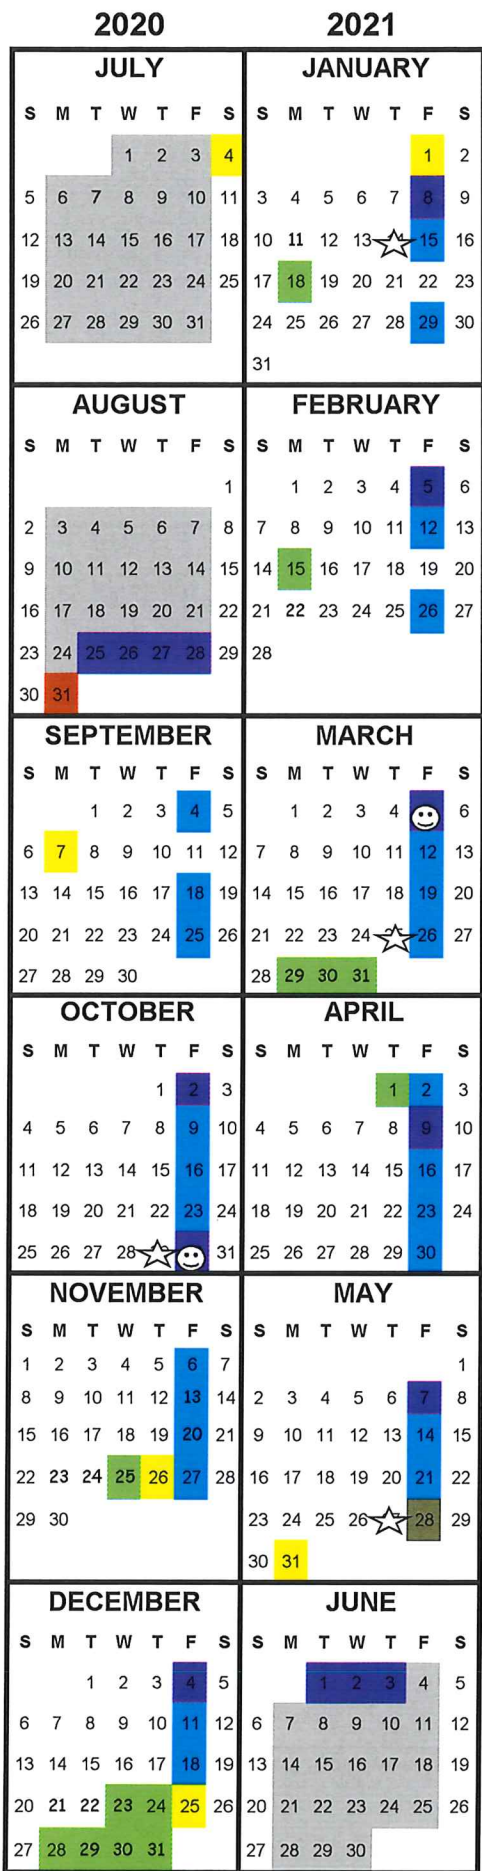 2020
JULY
S M T W T F S
1 2 3 4
5 6 7 8 9 10 11
12 13 14 15 16 17 18
19 20 21 22 23 24 25
26 27 28 29 30 31
AUGUST
S M T W T F S
1
2 3 4 5 6 7 8
9 10 11 12 13 14 15
16 17 18 19 20 21 22
23 24 25 26 27 28 29
30 31
SEPTEMBER
S M T W T F S
1 2 3 4 5
6 7 8 9 10 11 12
13 14 15 16 17 18 19
20 21 22 23 24 25 26
27 28 29 30
OCTOBER
S M T W T F S
1 2 3
4 5 6 7 8 9 10
11 12 13 14 15 16 17
18 19 20 21 22 23 24
25 26 27 28 31
NOVEMBER
S M T W T F S
1 2 3 4 5 6 7
8 9 10 11 12 13 14
15 16 17 18 19 20 21
22 23 24 25 26 27 28
29 30
DECEMBER
S M T W T F S
1 2 3 4 5
6 7 8 9 10 11 12
13 14 15 16 17 18 19
20 21 22 23 24 25 26
27 28 29 30 31
2021
JANUARY
S M T W T F S
1 2
3 4 5 6 7 8 9
10 11 12 13 15 16
17 18 19 20 21 22 23
24 25 26 27 28 29 30
31
FEBRUARY
S M T W T F S
1 2 3 4 5 6
7 8 9 10 11 12 13
14 15 16 17 18 19 20
21 22 23 24 25 26 27
28
MARCH
S M T W T F S
1 2 3 4 6
7 8 9 10 11 12 13
14 15 16 17 18 19 20
21 22 23 24 26 27
28 29 30 31
APRIL
S M T W T F S
1 2 3
4 5 6 7 8 9 10
11 12 13 14 15 16 17
18 19 20 21 22 23 24
25 26 27 28 29 30
MAY
S M T W T F S
1
2 3 4 5 6 7 8
9 10 11 12 13 14 15
16 17 18 19 20 21 22
23 24 25 26 28 29
30 31
JUNE
S M T W T F S
1 2 3 4 5
6 7 8 9 10 11 12
13 14 15 16 17 18 19
20 21 22 23 24 25 26
27 28 29 30